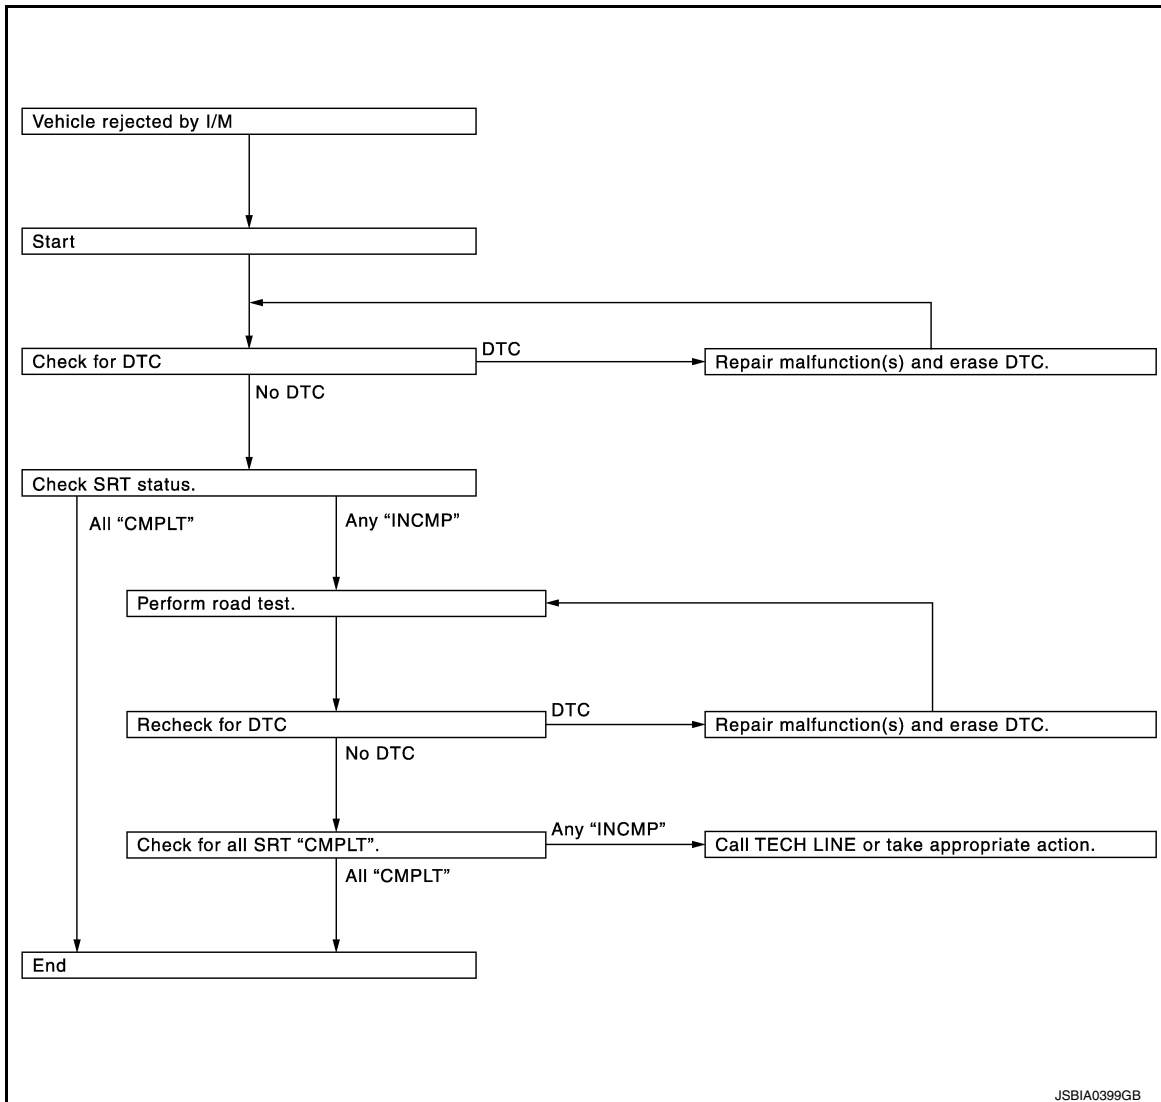 Vehicle rejected by I/M
Start
DTC
Check for DTC
Repair malfunction(s) and erase DTC.
No DTC
Check SRT status.
All “CMPLT”
Any “INCMP”
Perform road test.
DTC
Recheck for DTC
Repair malfunction(s) and erase DTC.
No DTC
Any “INCMP”
Check for all SRT “CMPLT”.
Call TECH LINE or take appropriate action.
All “CMPLT”
End
JSBIA0399GB